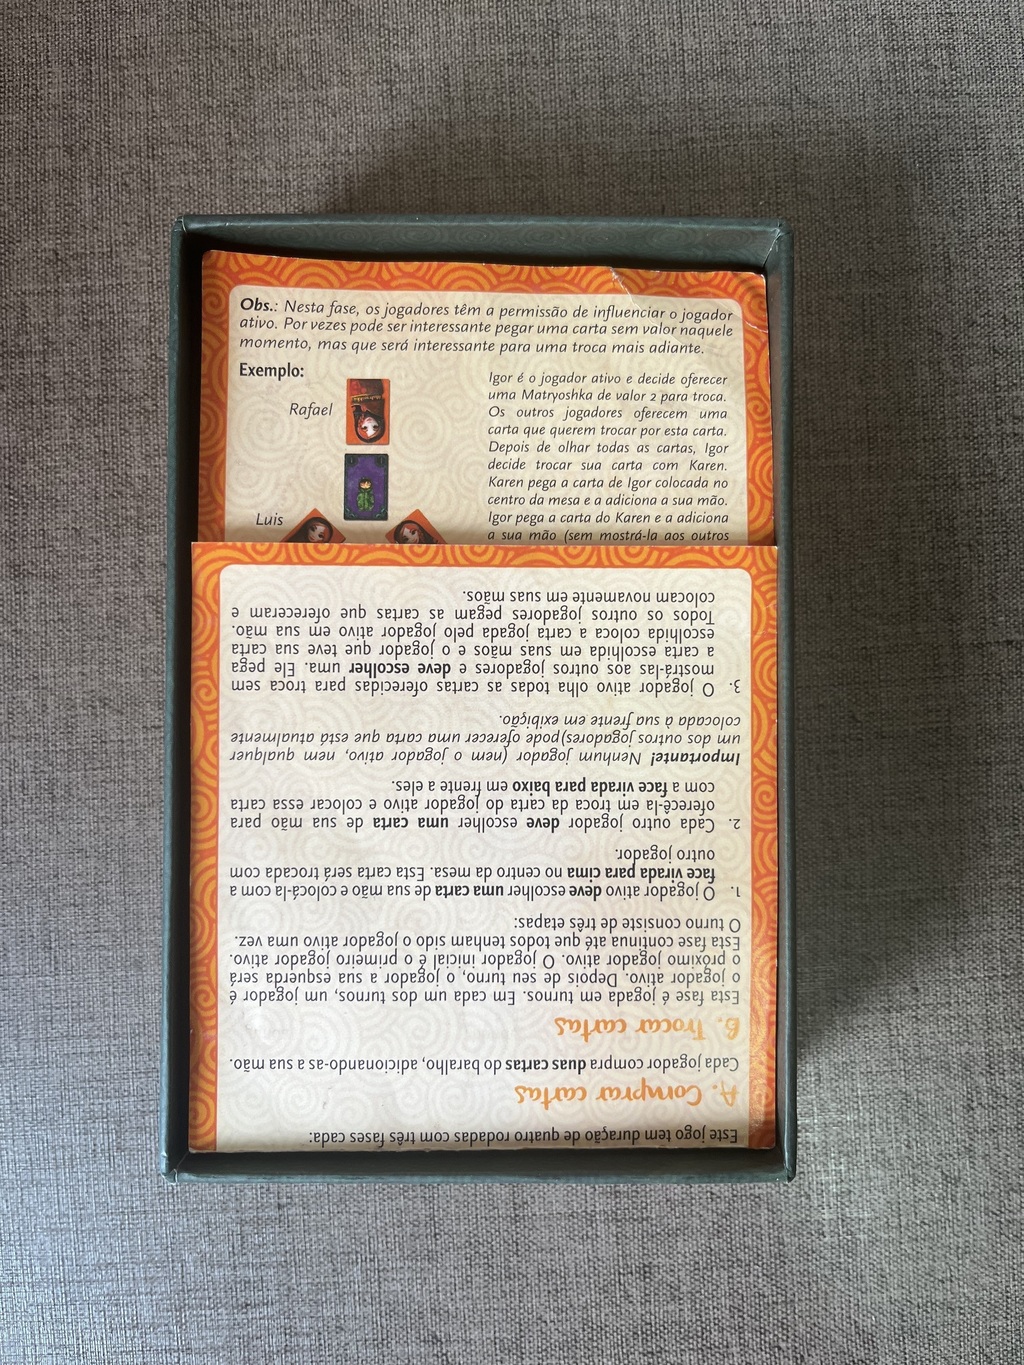 Obs.: Nesta fase, os jogadores têm a permissão de influenciar o jogador
ativo. Por vezes pode ser interessante pegar uma carta sem valor naquele
momento, mas que será interessante para uma troca mais adiante.
Exemplo:
Rafael
Luis
Igor é o jogador ativo e decide oferecer
uma Matryoshka de valor 2 para troca.
Os outros jogadores oferecem uma
carta que querem trocar por esta carta.
Depois de olhar todas as cartas, Igor
decide trocar sua carta com Karen.
Karen pega a carta de Igor colocada no
centro da mesa e a adiciona a sua mão.
Igor pega a carta do Karen e a adiciona
a sua mão (sem mostrá-la aos outros
Este jogo tem duração de quatro rodadas com três fases cada:
A. Comprar cartas
Cada jogador compra duas cartas do baralho, adicionando-as a sua mão.
B. Trocar cartas
Esta fase é jogada em turnos. Em cada um dos turnos, um jogador é
o jogador ativo. Depois de seu turno, o jogador a sua esquerda será
o próximo jogador ativo. O jogador inicial é o primeiro jogador ativo.
Esta fase continua até que todos tenham sido o jogador ativo uma vez.
O turno consiste de três etapas:
1. O jogador ativo deve escolher uma carta de sua mão e colocá-la com a
face virada para cima no centro da mesa. Esta carta será trocada com
outro jogador.
2. Cada outro jogador deve escolher uma carta de sua mão para
oferecê-la em troca da carta do jogador ativo e colocar essa carta
com a face virada para baixo em frente a eles.
Importante! Nenhum jogador (nem o jogador ativo, nem qualquer
um dos outros jogadores) pode oferecer uma carta que está atualmente
colocada à sua frente em exibição.
3. O jogador ativo olha todas as cartas oferecidas para troca sem
mostrá-las aos outros jogadores e deve escolher uma. Ele pega
a carta escolhida em suas mãos e o jogador que teve sua carta
escolhida coloca a carta jogada pelo jogador ativo em sua mão.
Todos os outros jogadores pegam as cartas que ofereceram e
colocam novamente em suas mãos.